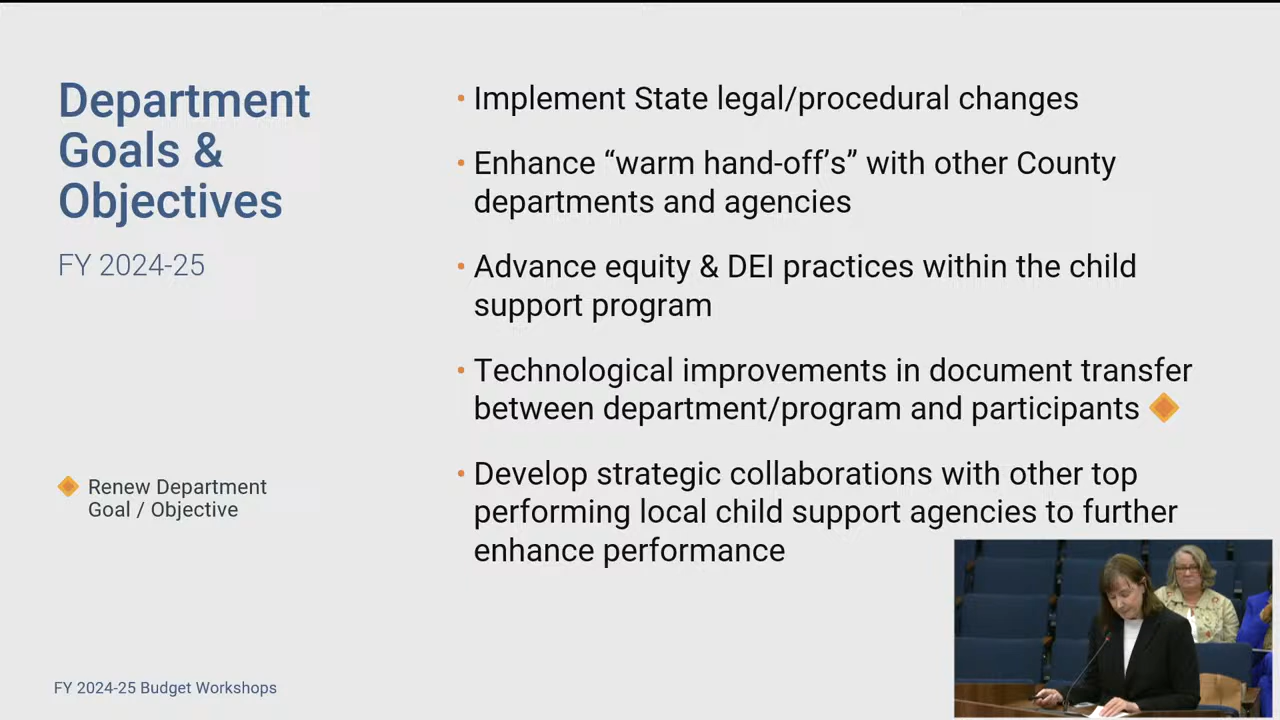 Department
Goals &
Objectives
FY 2024-25
• Implement State legal/procedural changes
• Enhance “warm hand-off’s” with other County
departments and agencies
• Advance equity & DEI practices within the child
support program
• Technological improvements in document transfer
between department/program and participants
• Develop strategic collaborations with other top
performing local child support agencies to further
enhance performance
Renew Department
Goal / Objective
FY 2024-25 Budget Workshops